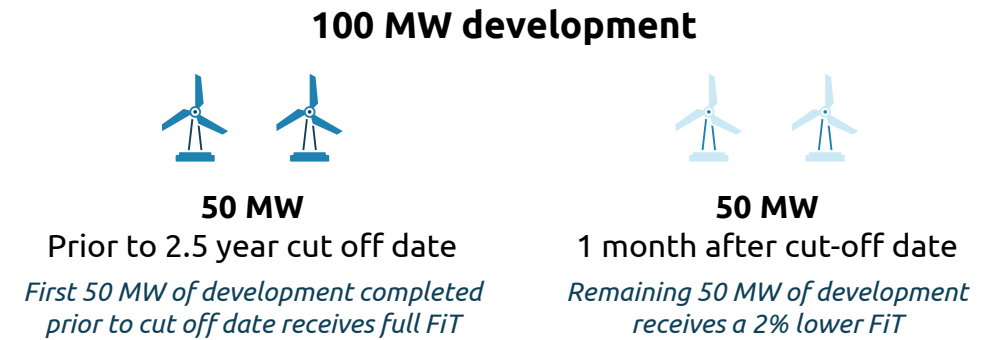 100 MW development
50 MW
Prior to 2.5 year cut off date
First 50 MW of development completed
prior to cut off date receives full FiT
50 MW
1 month after cut-off date
Remaining 50 MW of development
receives a 2% lower FiT